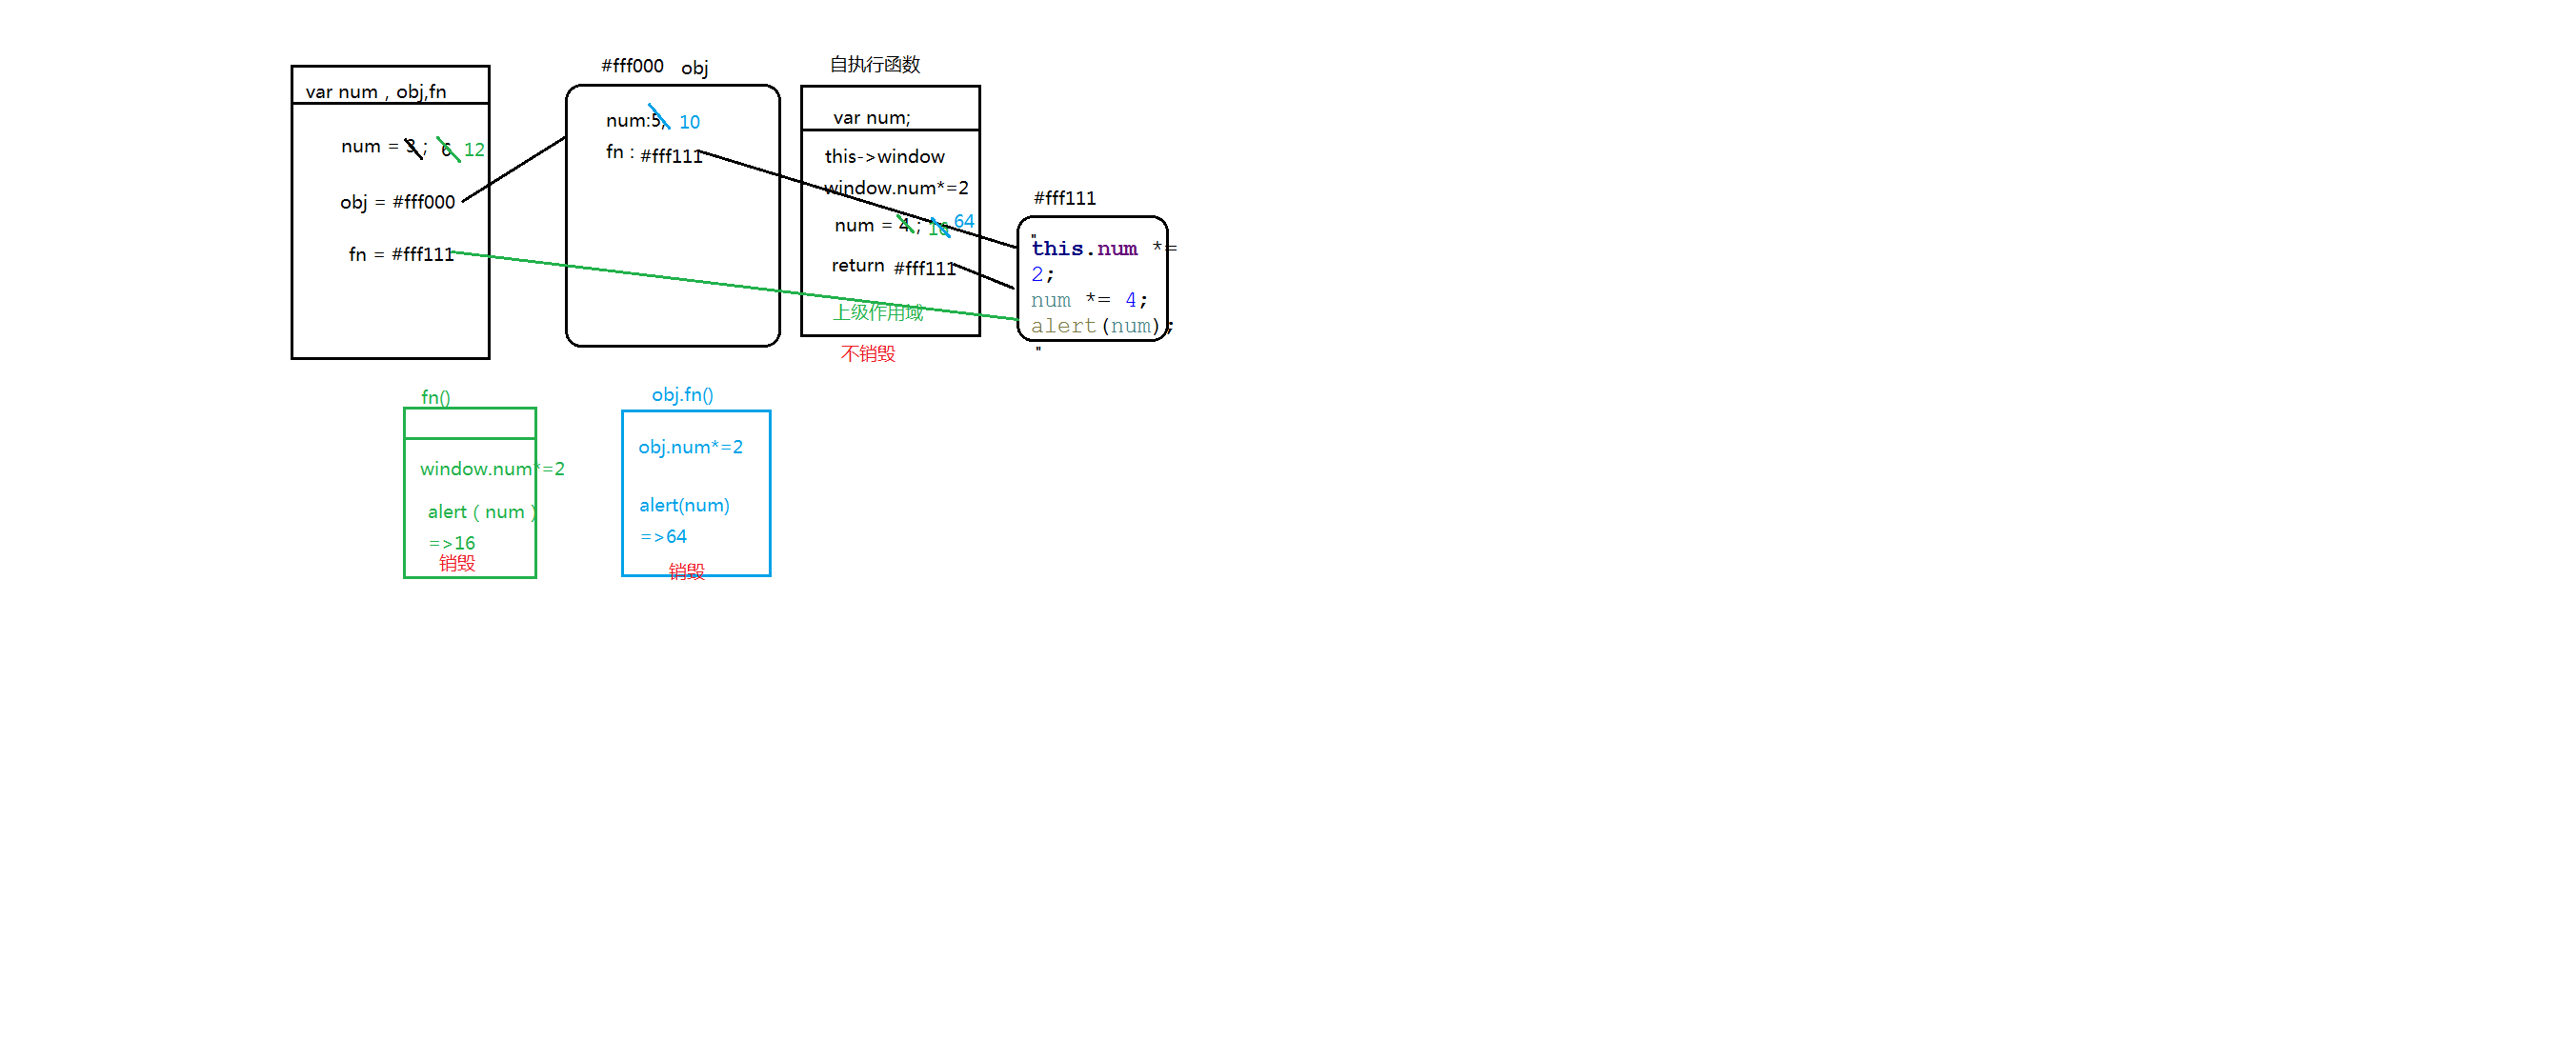 var num , obj,fn
num = 3 ; 6 12
obj = #fff000
fn = #fff111
#fff000 obj
num:5, 10
fn : #fff111
自执行函数
var num;
this->window
window.num*=2
num = 4 ; 16 64
return #fff111
上级作用域
不销毁
#fff111
"
this.num *=
2;
num *= 4;
alert(num);
"
fn()
window.num*=2
alert ( num )
=>16
销毁
obj.fn()
obj.num*=2
alert(num)
=>64
销毁